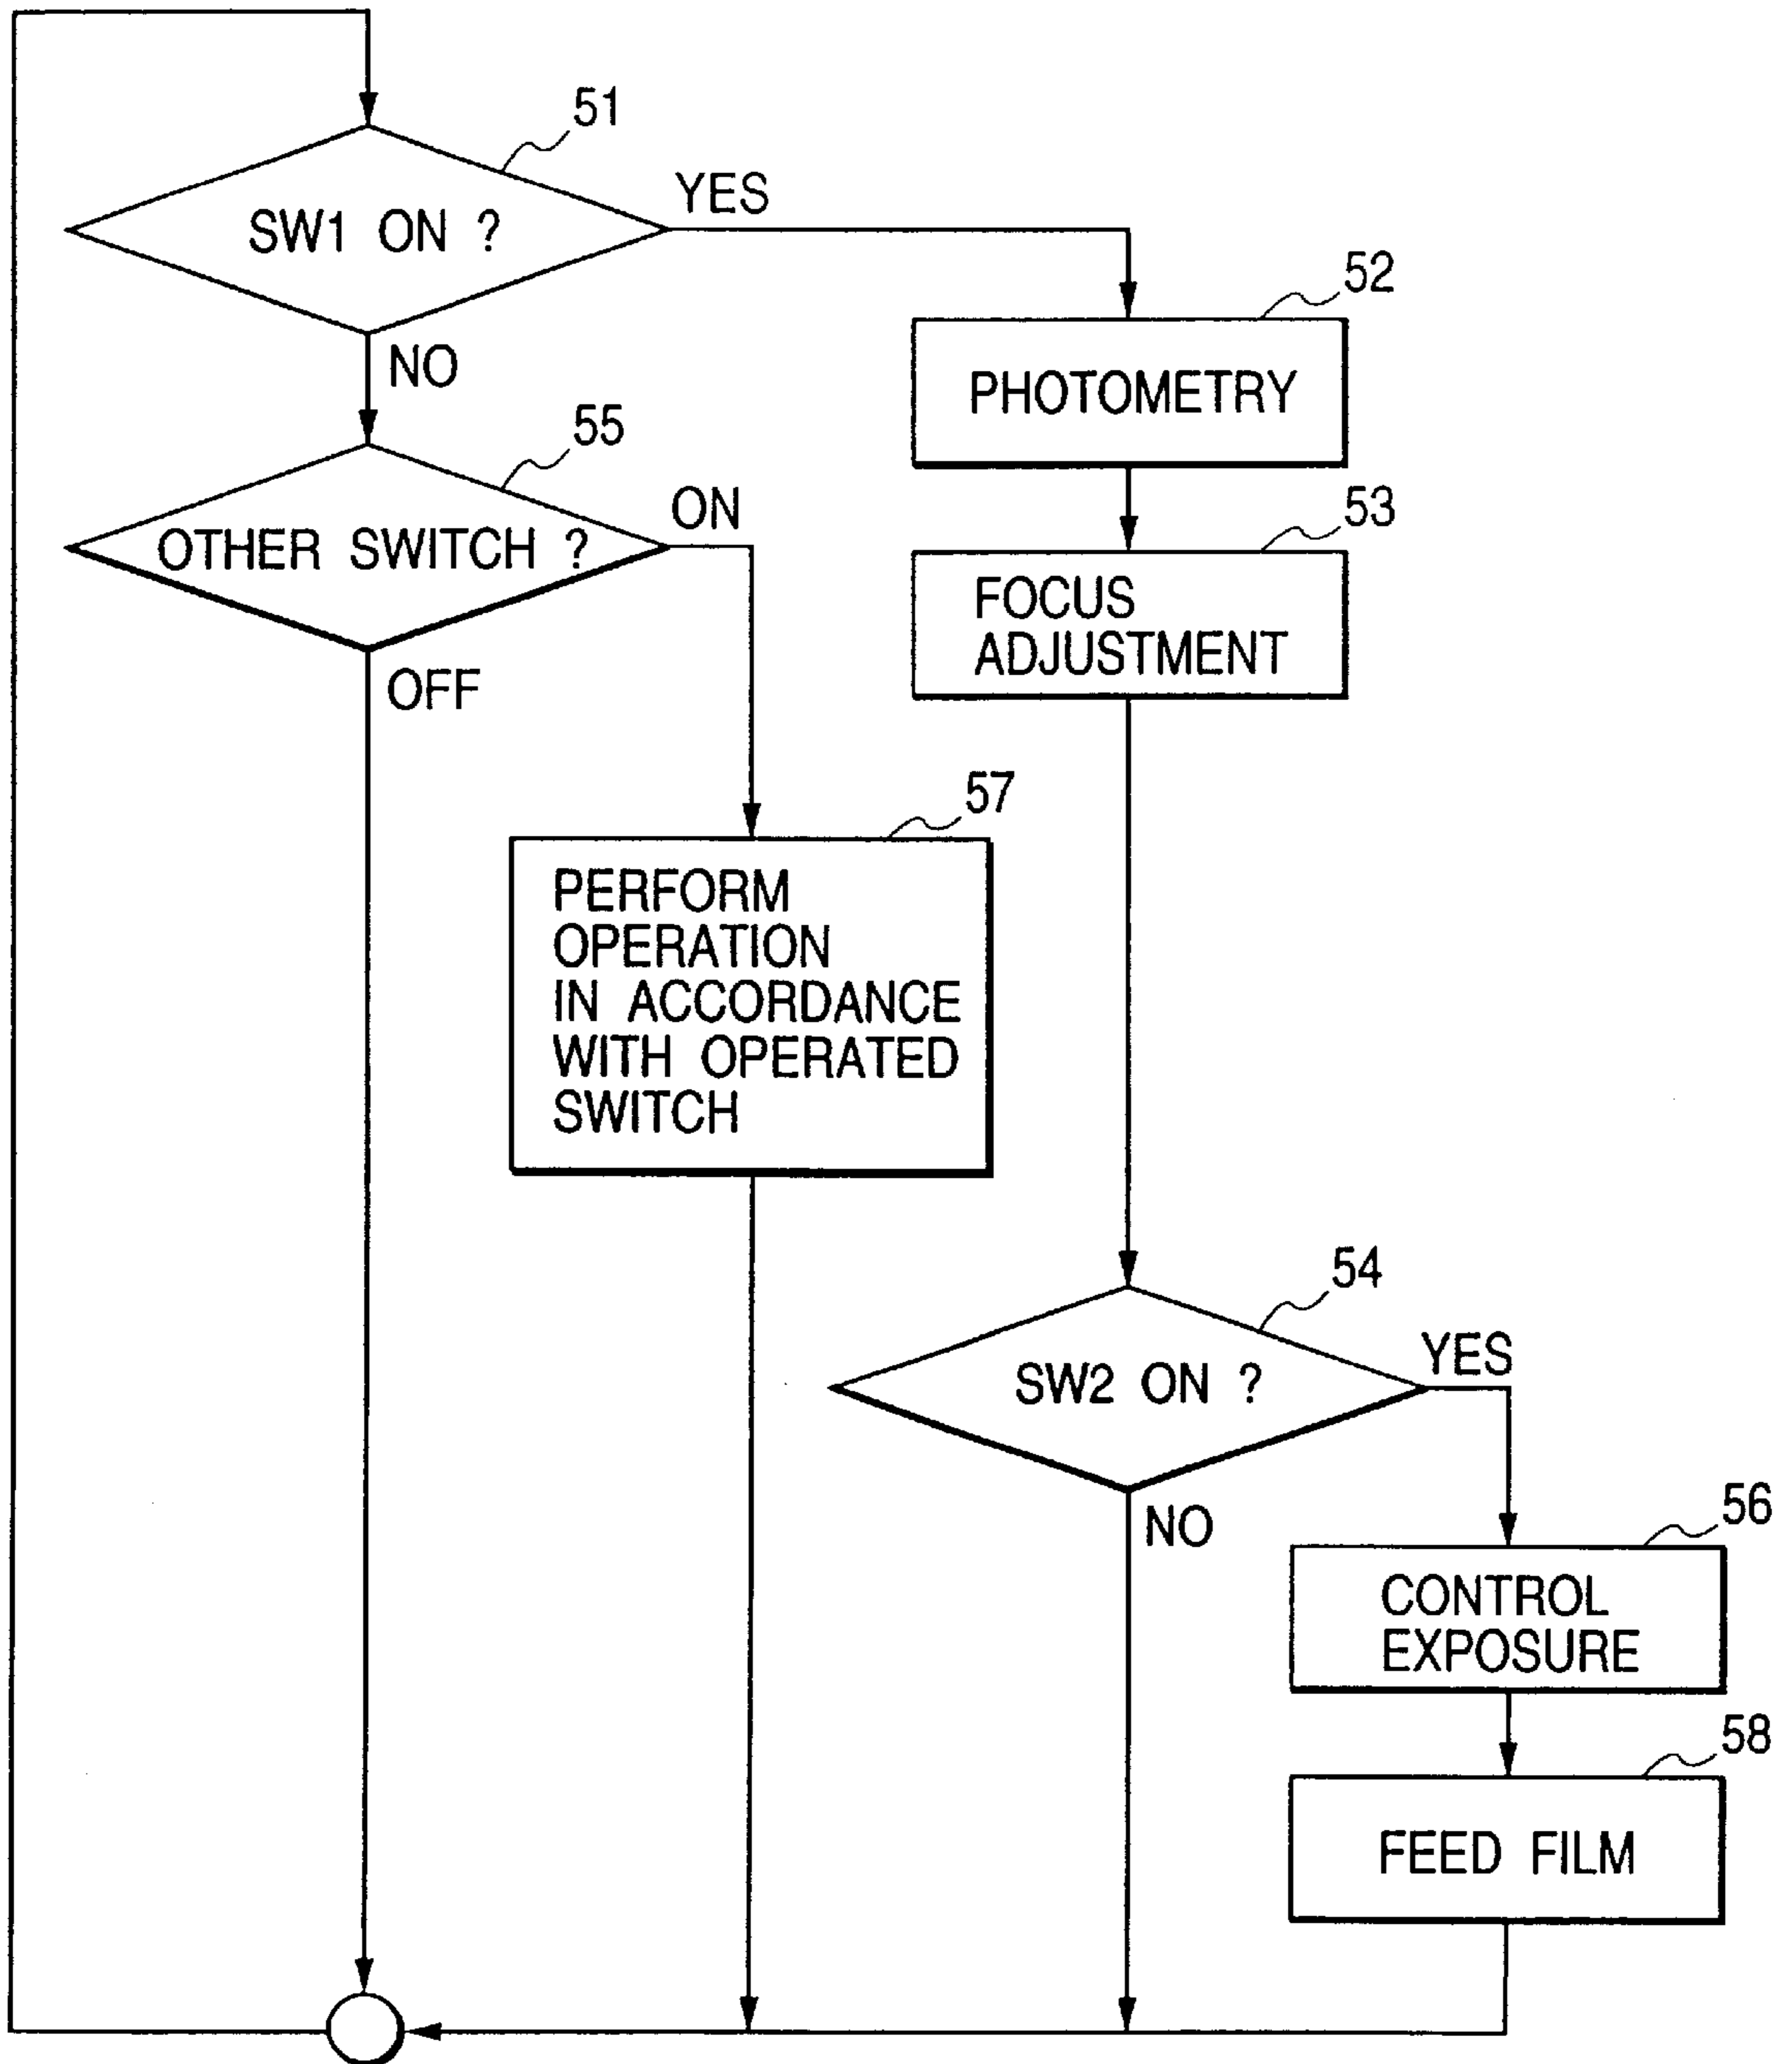 51
SW1 ON ?
YES
NO
52
PHOTOMETRY
55
OTHER SWITCH ?
ON
OFF
53
FOCUS
ADJUSTMENT
57
PERFORM
OPERATION
IN ACCORDANCE
WITH OPERATED
SWITCH
54
SW2 ON ?
YES
NO
56
CONTROL
EXPOSURE
58
FEED FILM